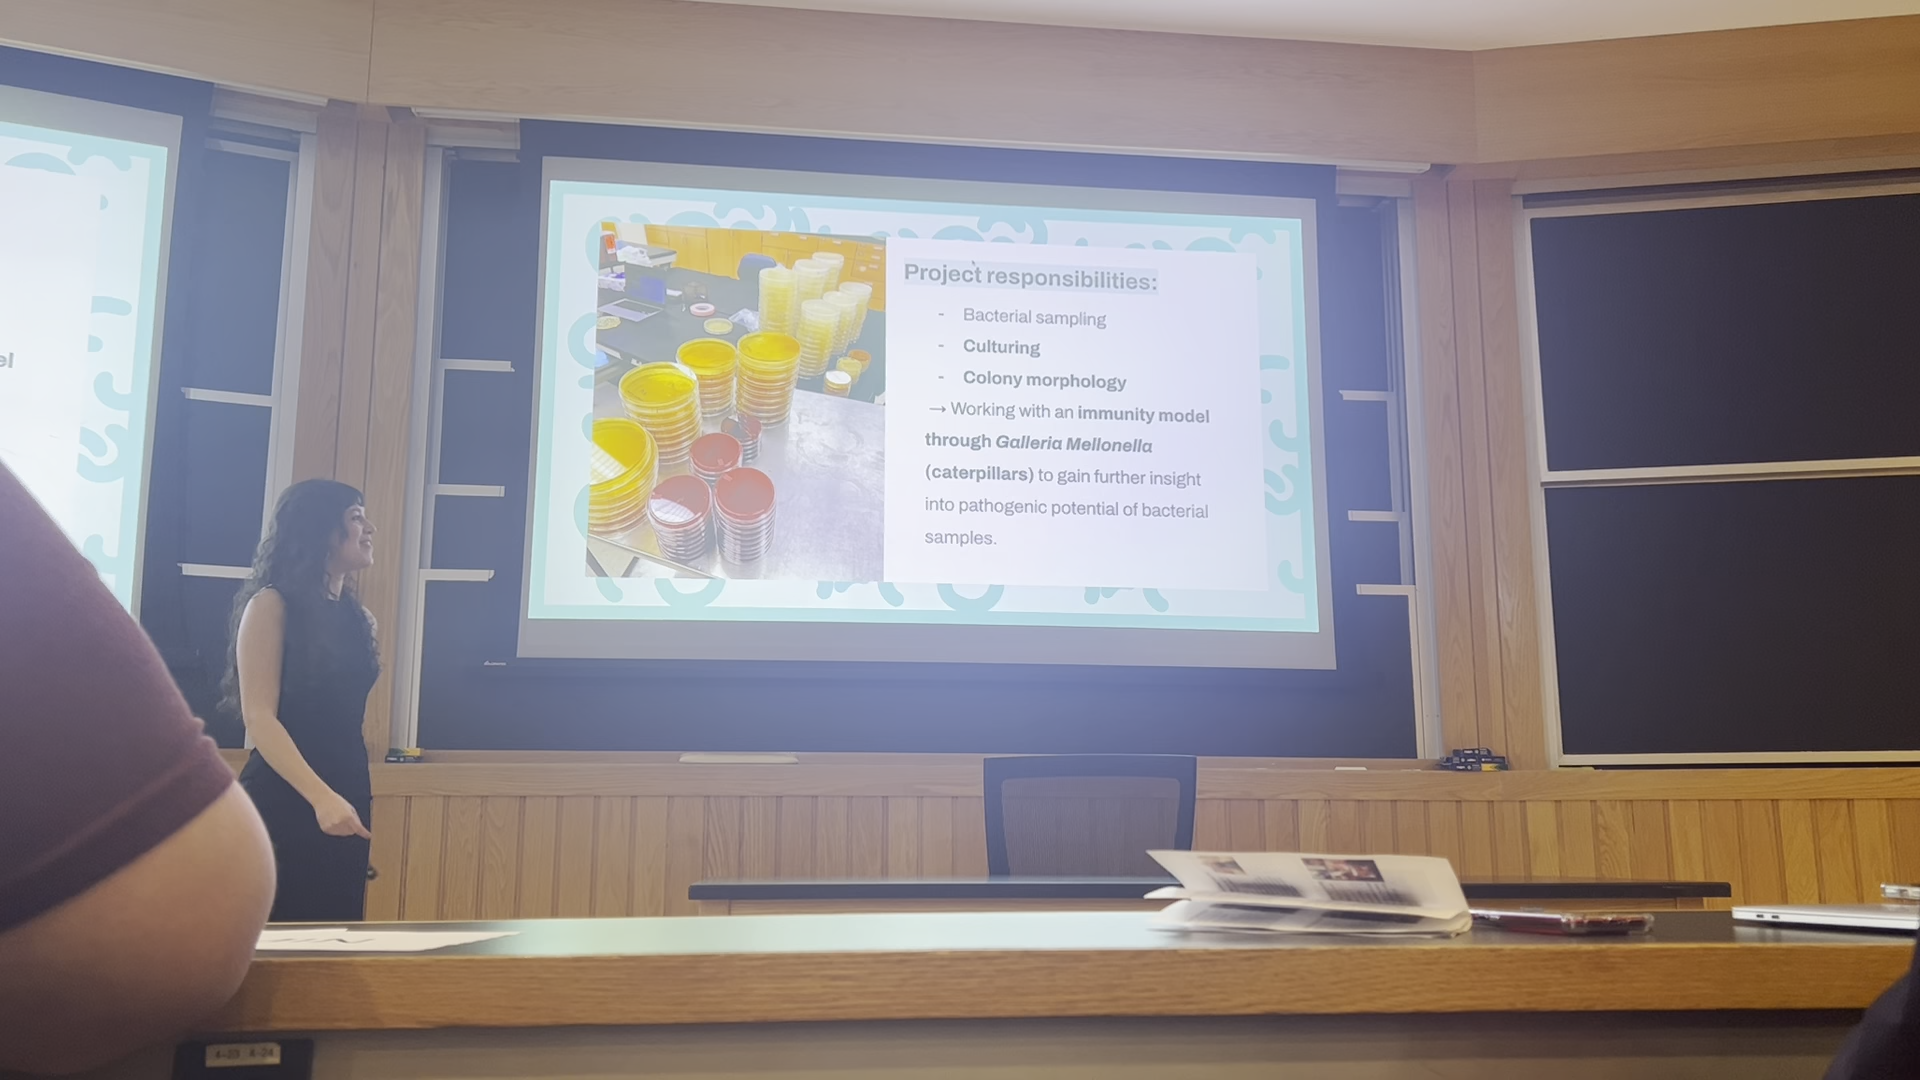 el
Project responsibilities:
- Bacterial sampling
- Culturing
- Colony morphology
→ Working with an immunity model
through Galleria Mellonella
(caterpillars) to gain further insight
into pathogenic potential of bacterial
samples.